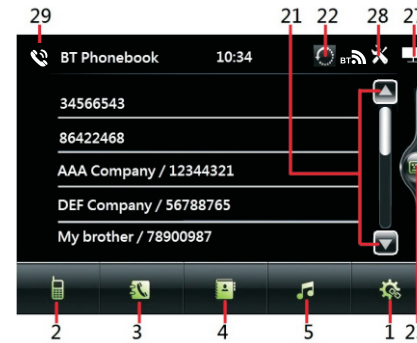 29 21 22 28 27
BT Phonebook 10:34 BT
34566543
86422468
AAA Company / 12344321
DEF Company / 56788765
My brother / 78900987
2 3 4 5 1 2